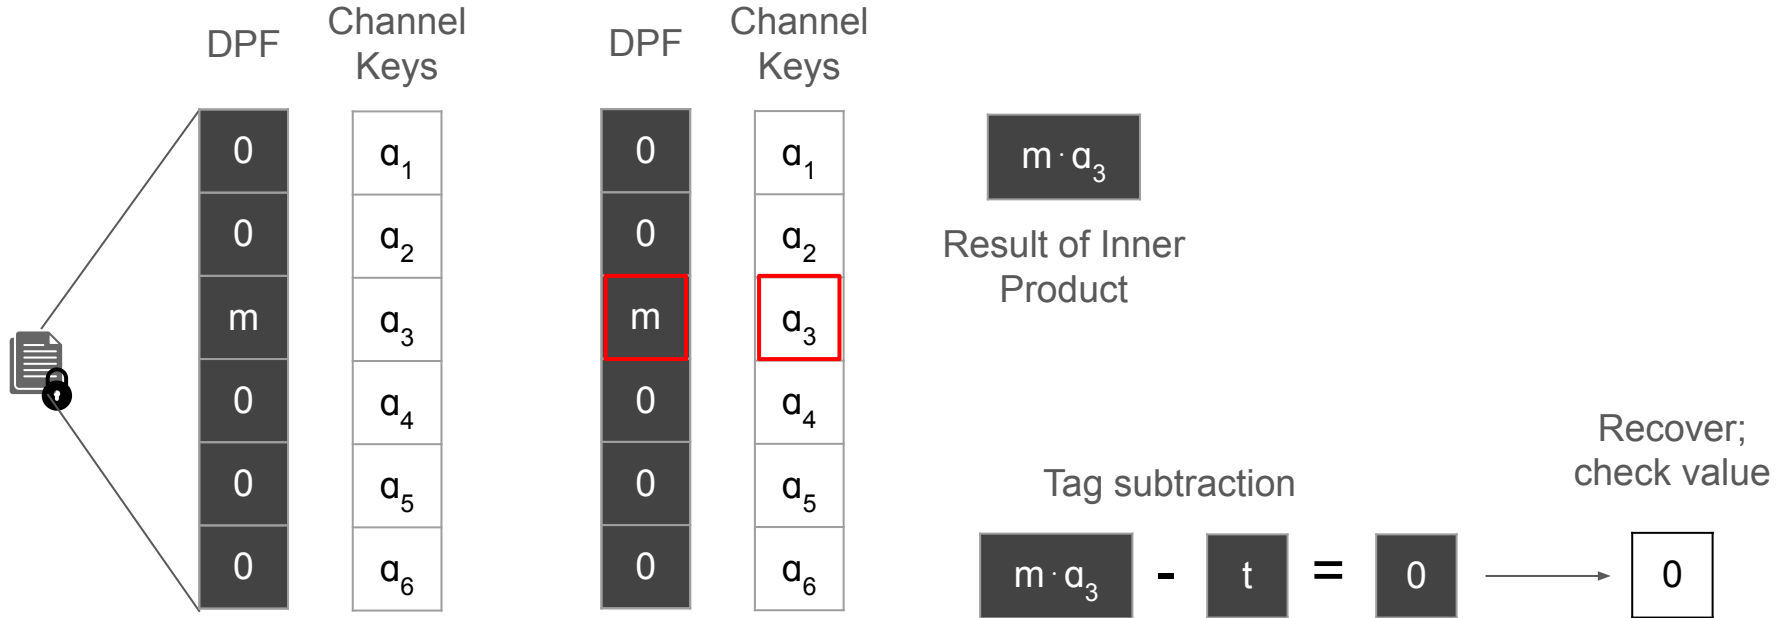 DPF
Channel
Keys
DPF
Channel
Keys
0 a₁ 0 a₁ m · a₃
0 a₂ 0 a₂
Result of Inner
Product
m a₃ m a₃
0 a₄ 0 a₄
Recover;
check value
Tag subtraction
0 a₅ 0 a₅
0 a₆ 0 a₆ m · a₃ - t = 0 0